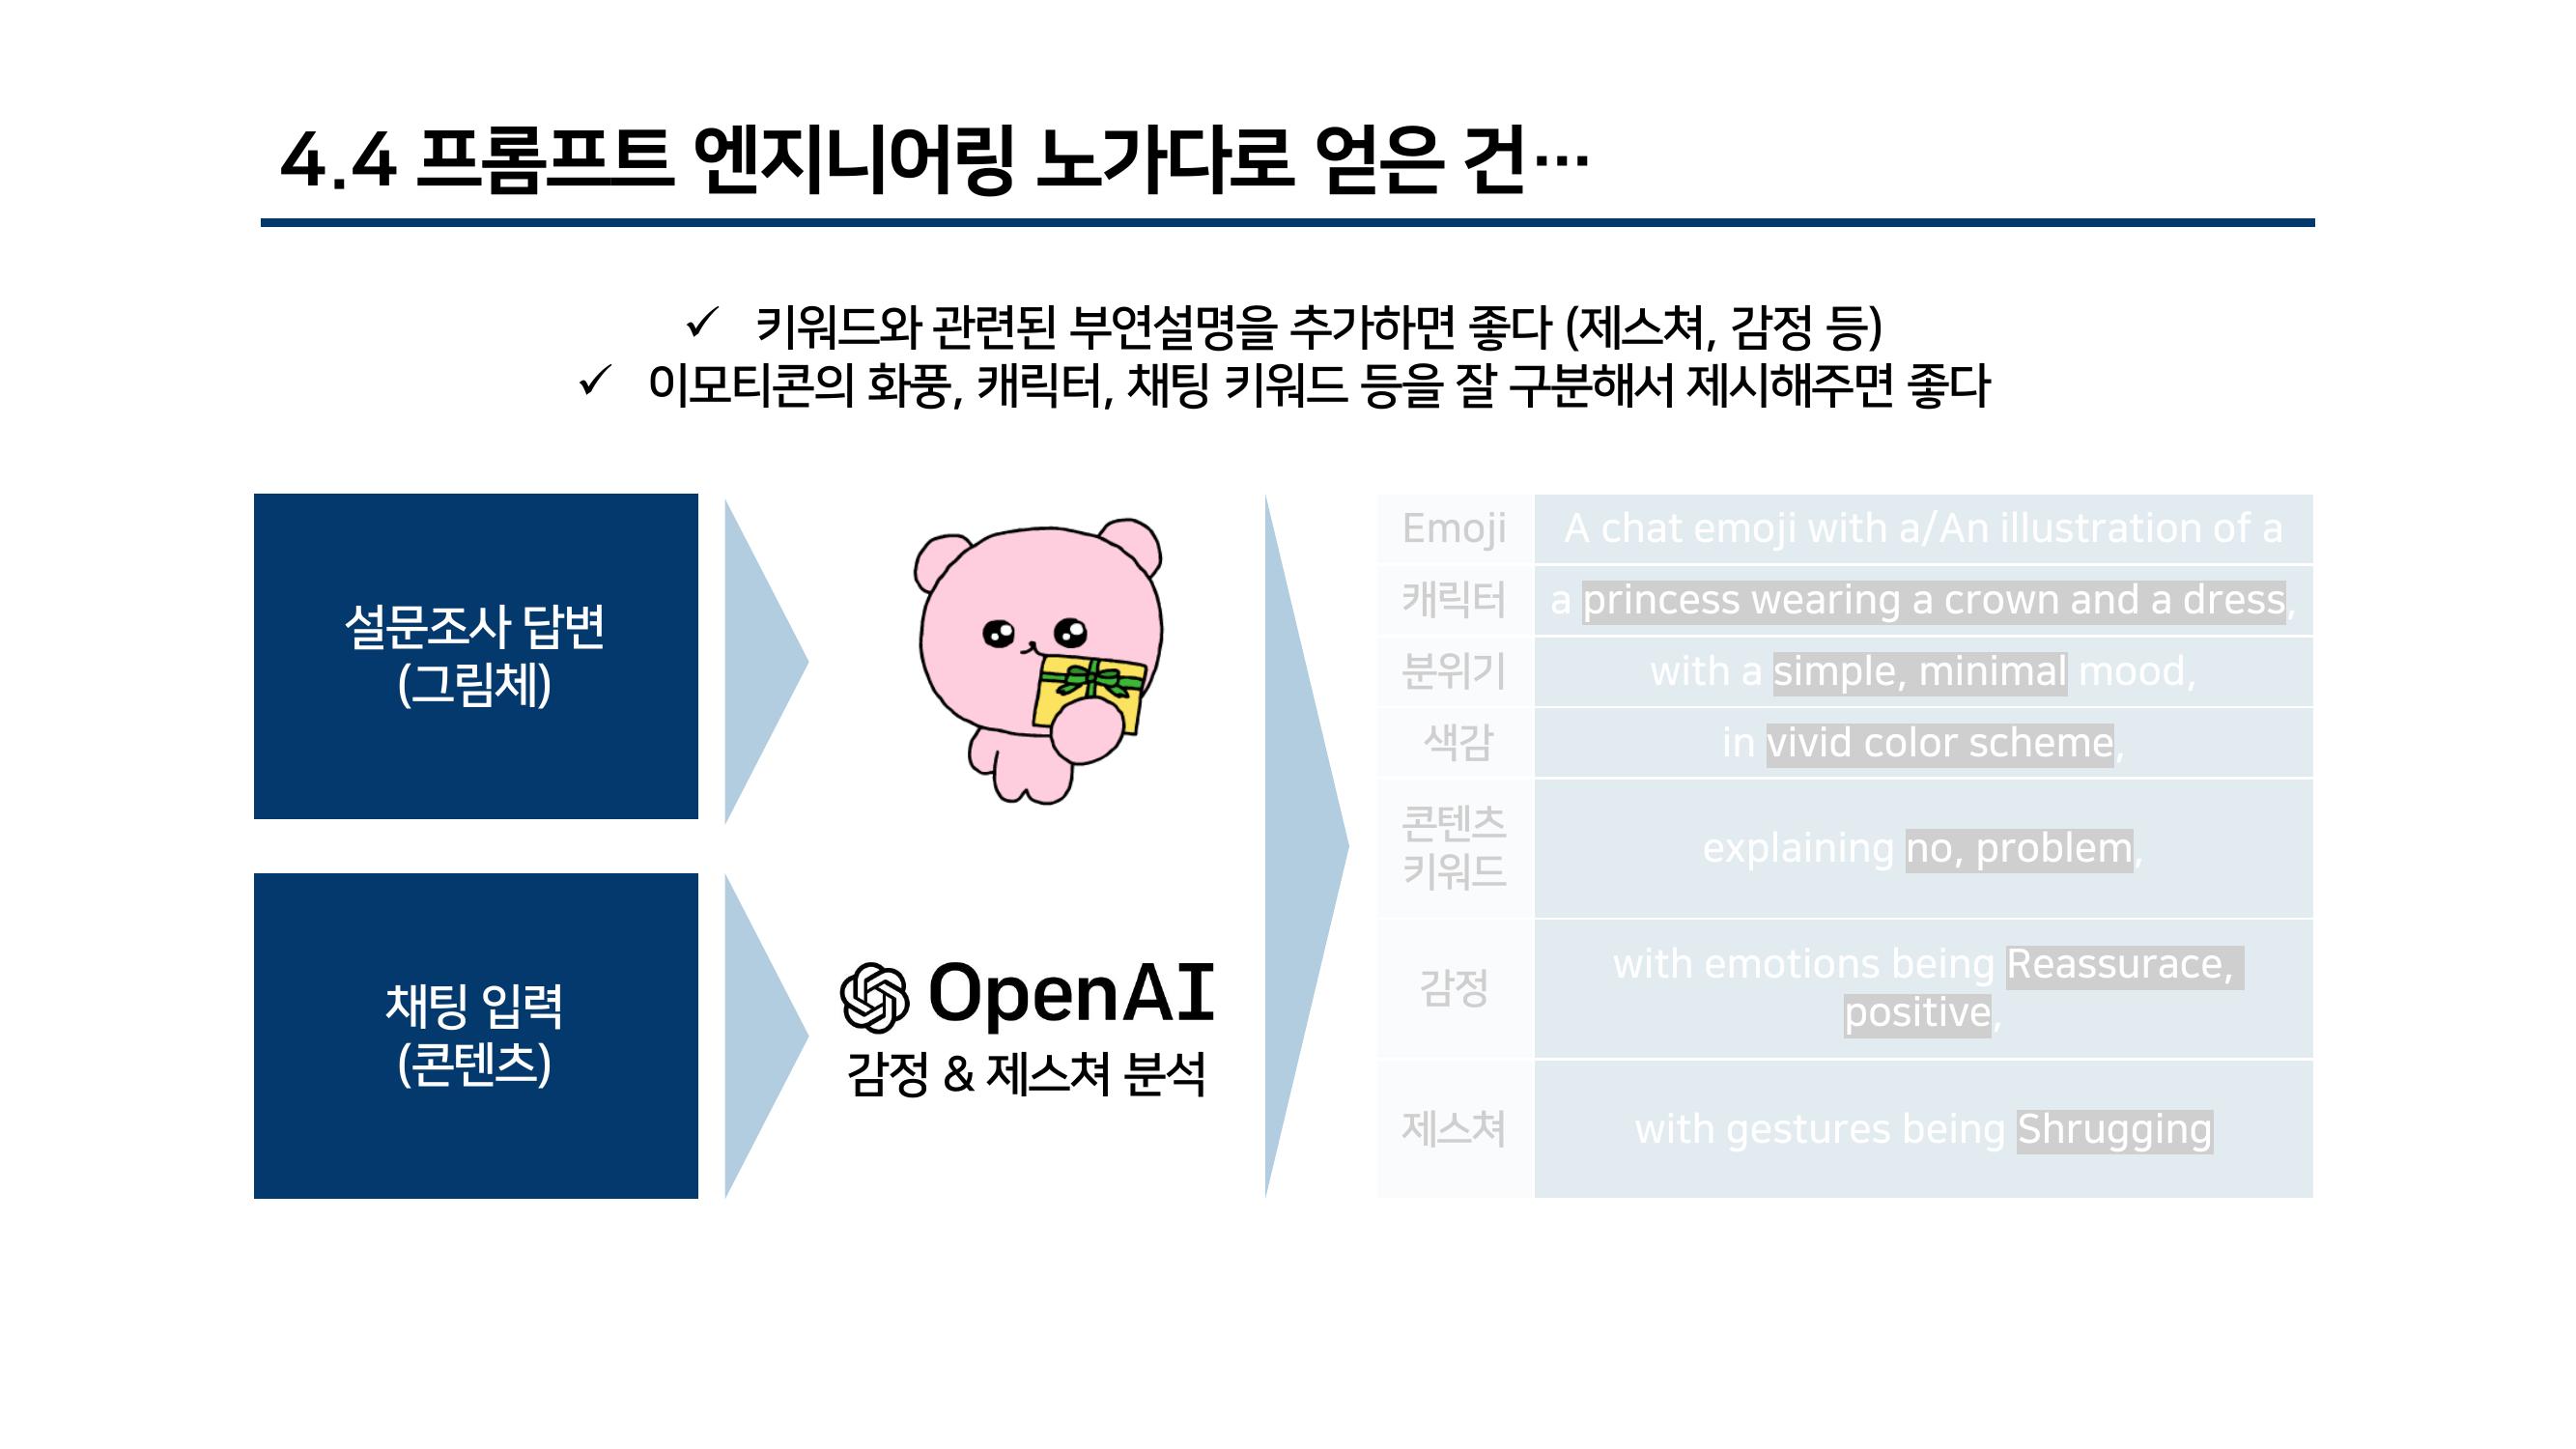 4.4 프롬프트 엔지니어링 노가다로 얻은 건…
✓ 키워드와 관련된 부연설명을 추가하면 좋다 (제스쳐, 감정 등)
✓ 이모티콘의 화풍, 캐릭터, 채팅 키워드 등을 잘 구분해서 제시해주면 좋다
설문조사 답변
(그림체)
채팅 입력
(콘텐츠)
OpenAI
감정 & 제스쳐 분석
Emoji A chat emoji with a/An illustration of a
캐릭터 a princess wearing a crown and a dress,
분위기 with a simple, minimal mood,
색감 in vivid color scheme,
콘텐츠
키워드 explaining no, problem,
감정 with emotions being Reassurace,
positive,
제스쳐 with gestures being Shrugging